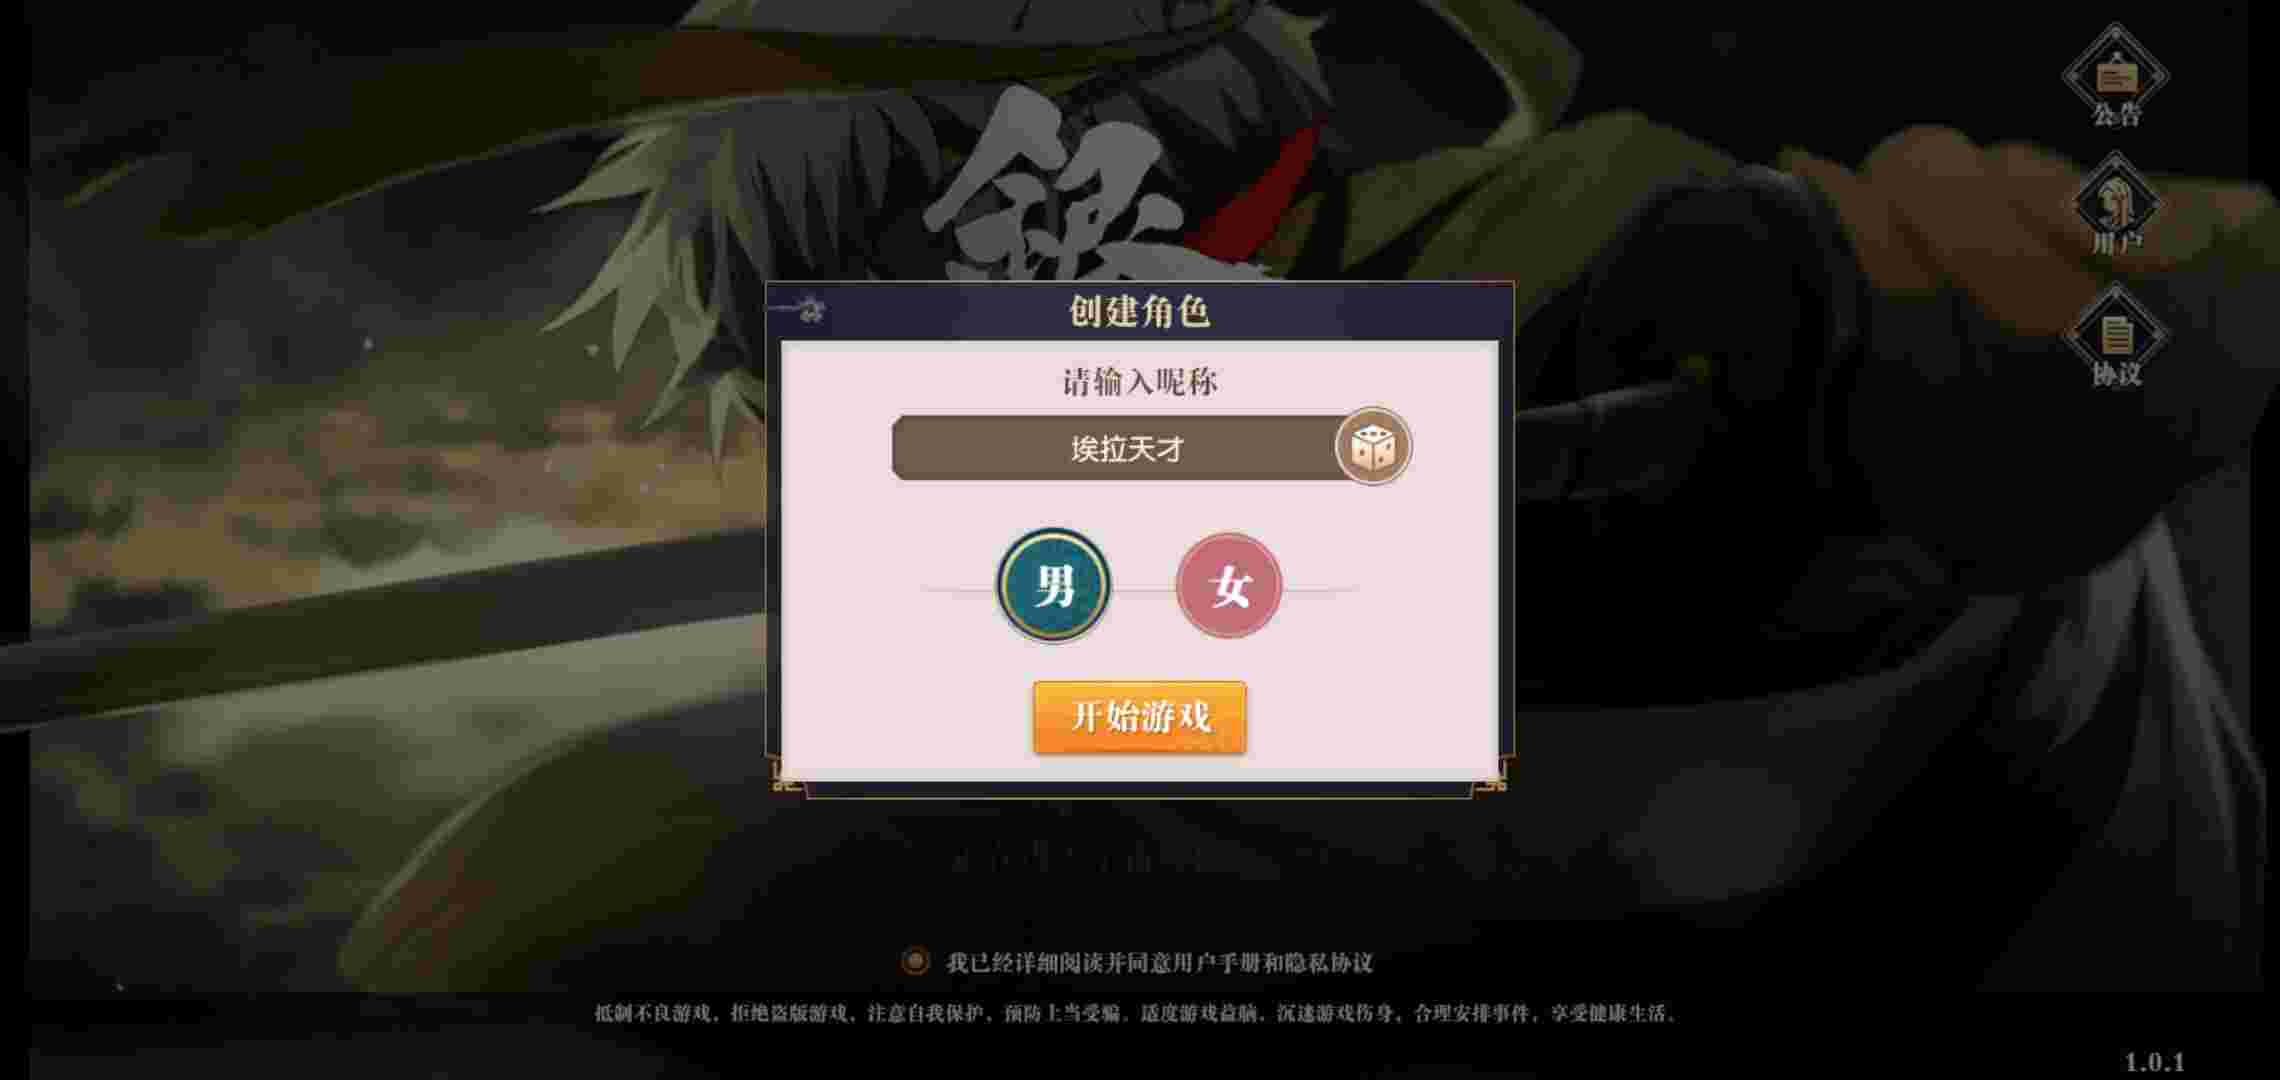 公告
银
用户
创建角色
协议
请输入昵称
埃拉天才
男
女
开始游戏
我已经详细阅读并同意用户手册和隐私协议
抵制不良游戏，拒绝盗版游戏，注意自我保护，预防上当受骗。适度游戏益脑，沉迷游戏伤身，合理安排事件，享受健康生活。
1.0.1